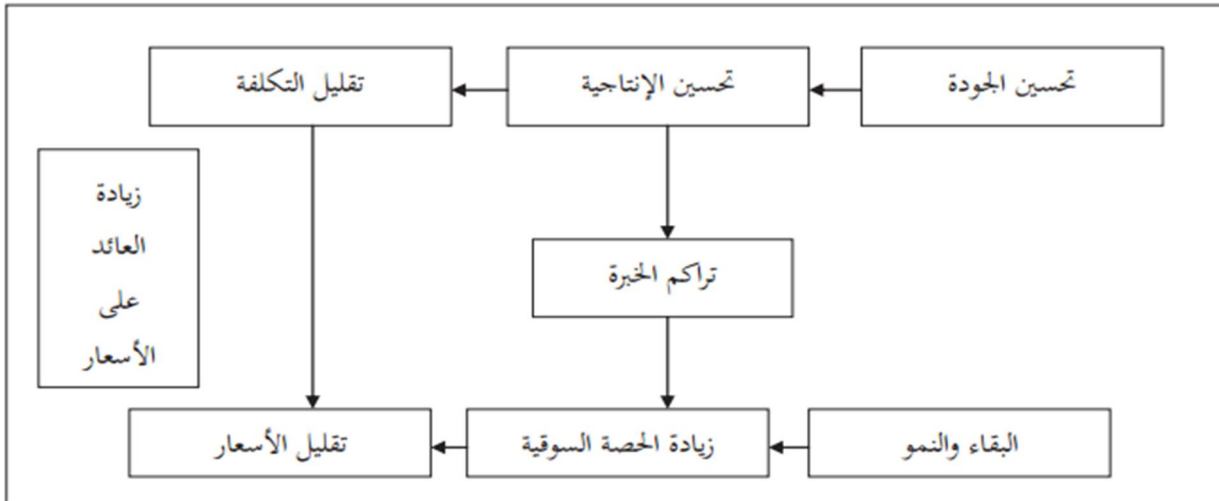 تحسين الجودة
تحسين الإنتاجية
تقليل التكلفة
زيادة
العائد
على
الأسعار
تراكم الخبرة
البقاء والنمو
زيادة الحصة السوقية
تقليل الأسعار